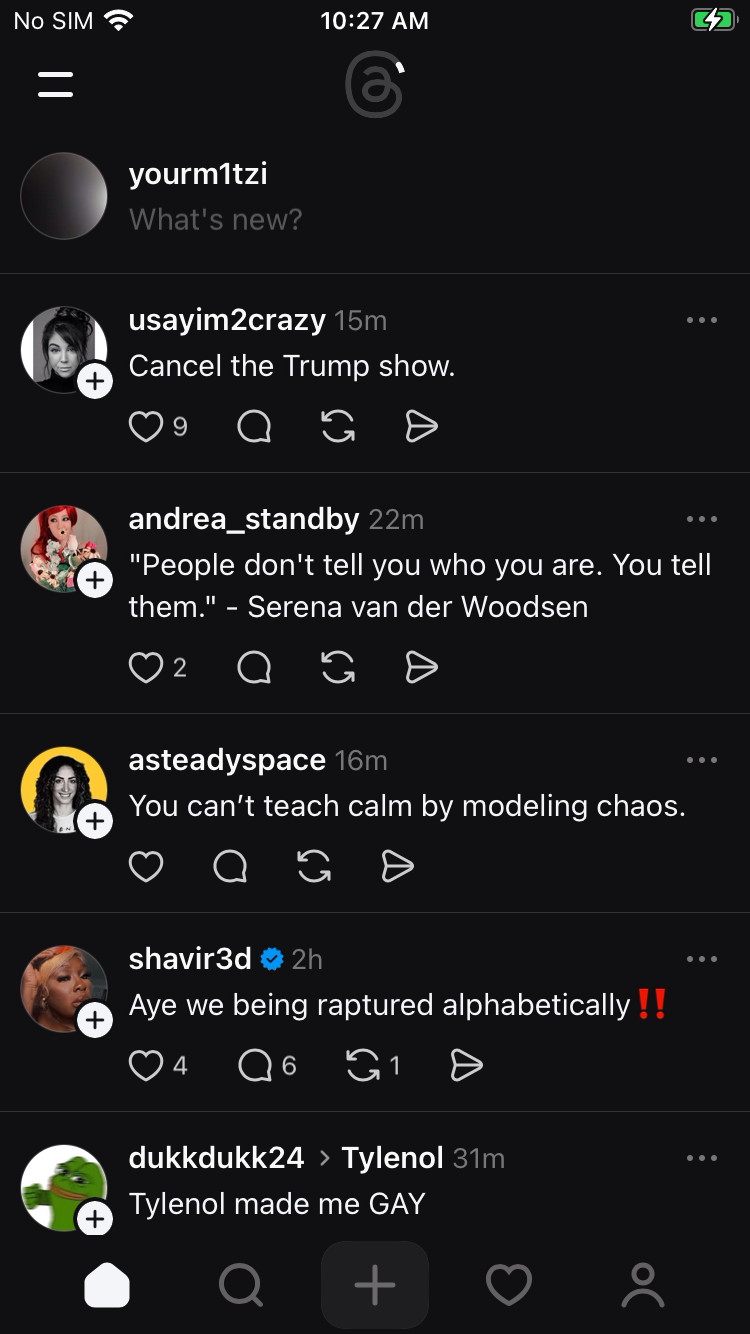 No SIM 10:27 AM
yourm1tzi
What's new?
usayim2crazy 15m
Cancel the Trump show.
9
andrea_standby 22m
"People don't tell you who you are. You tell
them." - Serena van der Woodsen
2
asteadyspace 16m
You can’t teach calm by modeling chaos.
shavir3d 2h
Aye we being raptured alphabetically‼️
4 6 1
dukkdukk24 > Tylenol 31m
Tylenol made me GAY